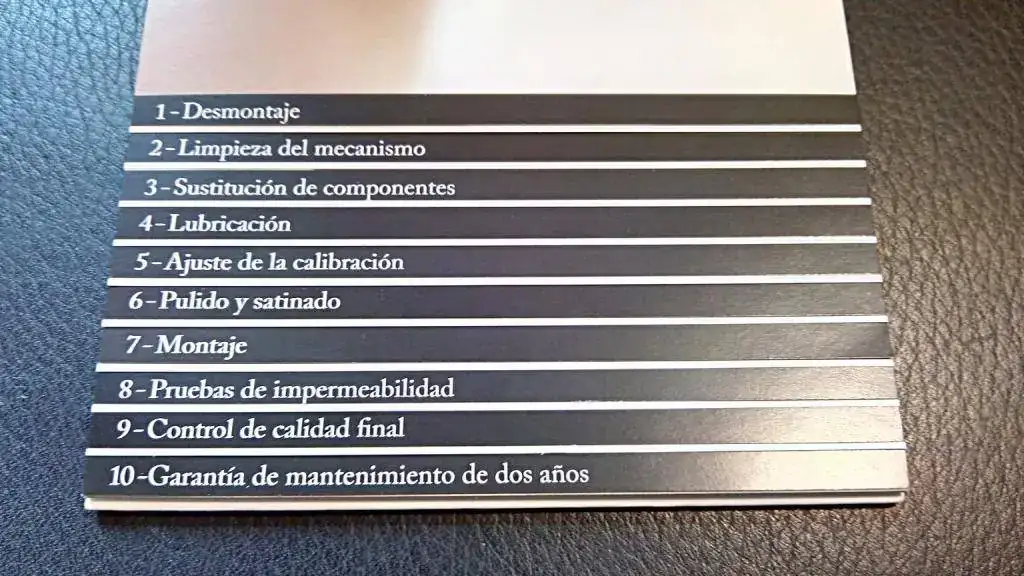 1-Desmontaje
2-Limpieza del mecanismo
3-Sustitución de componentes
4-Lubricación
5-Ajuste de la calibración
6-Pulido y satinado
7-Montaje
8-Pruebas de impermeabilidad
9-Control de calidad final
10-Garantía de mantenimiento de dos años